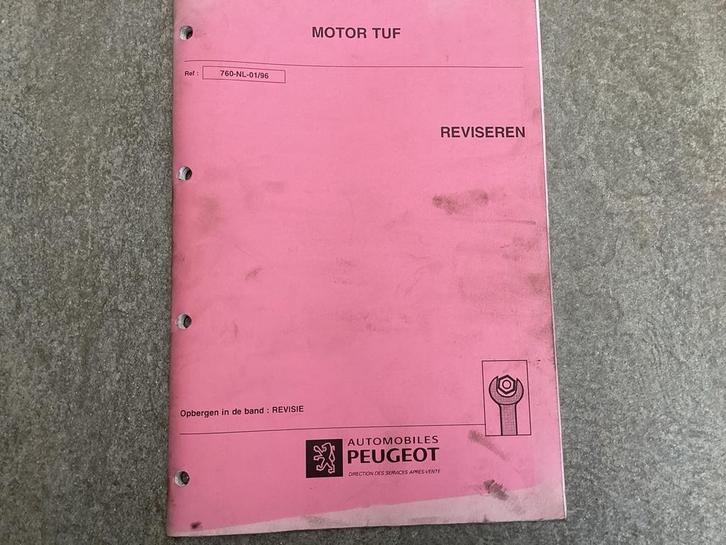 MOTOR TUF
Ref : 760-NL-01/96
REVISEREN
Opbergen in de band : REVISIE
AUTOMOBILES
PEUGEOT
DIRECTION DES SERVICES APRES-VENTE